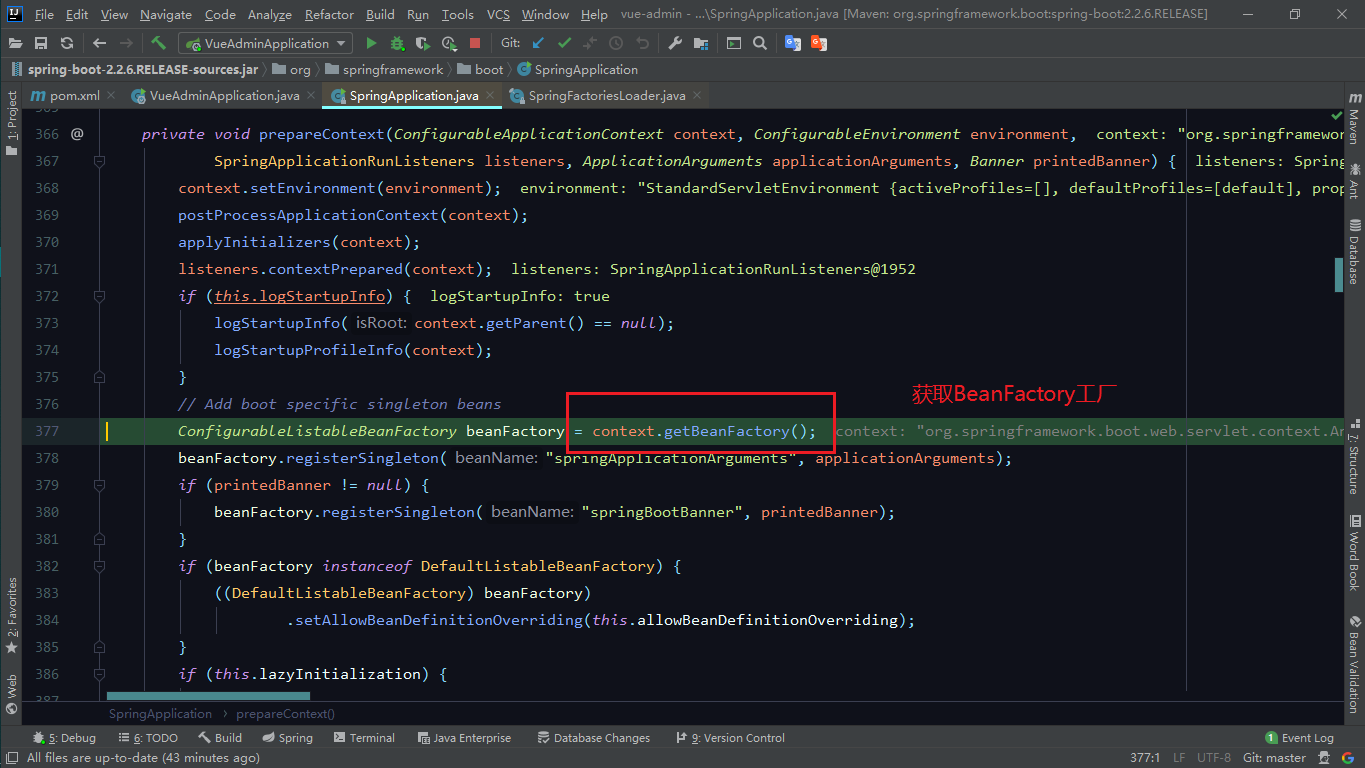 File Edit View Navigate Code Analyze Refactor Build Run Tools VCS Window Help vue-admin - ...\SpringApplication.java [Maven: org.springframework.boot:spring-boot:2.2.6.RELEASE]
VueAdminApplication Git:
spring-boot-2.2.6.RELEASE-sources.jar org springframework boot SpringApplication
pom.xml VueAdminApplication.java SpringApplication.java SpringFactoriesLoader.java
1: Project
2: Favorites
Web
366 @ private void prepareContext(ConfigurableApplicationContext context, ConfigurableEnvironment environment, context: "org.springframewor
367 SpringApplicationRunListeners listeners, ApplicationArguments applicationArguments, Banner printedBanner) { listeners: Spring
368 context.setEnvironment(environment); environment: "StandardServletEnvironment {activeProfiles=[], defaultProfiles=[default], prop
369 postProcessApplicationContext(context);
370 applyInitializers(context);
371 listeners.contextPrepared(context); listeners: SpringApplicationRunListeners@1952
372 if (this.logStartupInfo) { logStartupInfo: true
373 logStartupInfo( isRoot: context.getParent() == null);
374 logStartupProfileInfo(context);
375 }
获取BeanFactory工厂
376 // Add boot specific singleton beans
377 ConfigurableListableBeanFactory beanFactory = context.getBeanFactory(); context: "org.springframework.boot.web.servlet.context.An
378 beanFactory.registerSingleton( beanName: "springApplicationArguments", applicationArguments);
379 if (printedBanner != null) {
380 beanFactory.registerSingleton( beanName: "springBootBanner", printedBanner);
381 }
382 if (beanFactory instanceof DefaultListableBeanFactory) {
383 ((DefaultListableBeanFactory) beanFactory)
384 .setAllowBeanDefinitionOverriding(this.allowBeanDefinitionOverriding);
385 }
386 if (this.lazyInitialization) {
387
Maven
Ant
Database
7: Structure
Word Book
Bean Validation
SpringApplication › prepareContext()
5: Debug 6: TODO Build Spring Terminal Java Enterprise Database Changes 9: Version Control 1 Event Log
All files are up-to-date (43 minutes ago) 377:1 LF UTF-8 Git: master